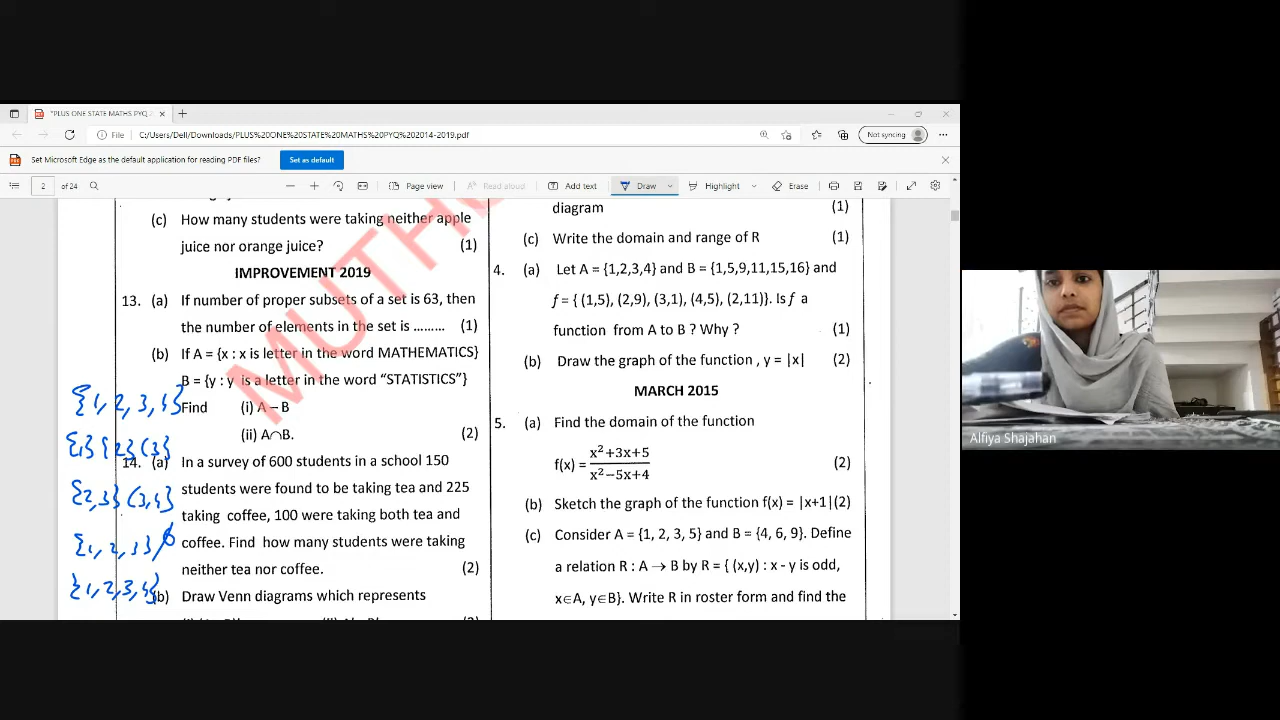 *PLUS ONE STATE MATHS PYQ
File
C:/Users/Dell/Downloads/PLUS%20ONE%20STATE%20MATHS%20PYQ%202014-2019.pdf
Not syncing
Set Microsoft Edge as the default application for reading PDF files?
Set as default
2
of 24
Page view
Read aloud
Add text
Draw
Highlight
Erase
MUTH
(c) How many students were taking neither apple
juice nor orange juice? (1)
IMPROVEMENT 2019
13. (a) If number of proper subsets of a set is 63, then
the number of elements in the set is ......... (1)
(b) If A = {x : x is letter in the word MATHEMATICS}
B = {y : y is a letter in the word “STATISTICS”}
Find (i) A – B
(ii) A∩B. (2)
14. (a) In a survey of 600 students in a school 150
students were found to be taking tea and 225
taking coffee, 100 were taking both tea and
coffee. Find how many students were taking
neither tea nor coffee. (2)
(b) Draw Venn diagrams which represents
{1, 2, 3, 4}
{1} {2} {3}
{2,3} {3,4}
{1, 2, 3} ϕ
{1, 2, 3, 4}
diagram (1)
(c) Write the domain and range of R (1)
4. (a) Let A = {1,2,3,4} and B = {1,5,9,11,15,16} and
f = { (1,5), (2,9), (3,1), (4,5), (2,11)}. Is f a
function from A to B ? Why ? (1)
(b) Draw the graph of the function , y = |x| (2)
MARCH 2015
5. (a) Find the domain of the function
f(x) = x²+3x+5 / x²−5x+4 (2)
(b) Sketch the graph of the function f(x) = |x+1| (2)
(c) Consider A = {1, 2, 3, 5} and B = {4, 6, 9}. Define
a relation R : A → B by R = { (x,y) : x - y is odd,
x∈A, y∈B}. Write R in roster form and find the
Alfiya Shajahan